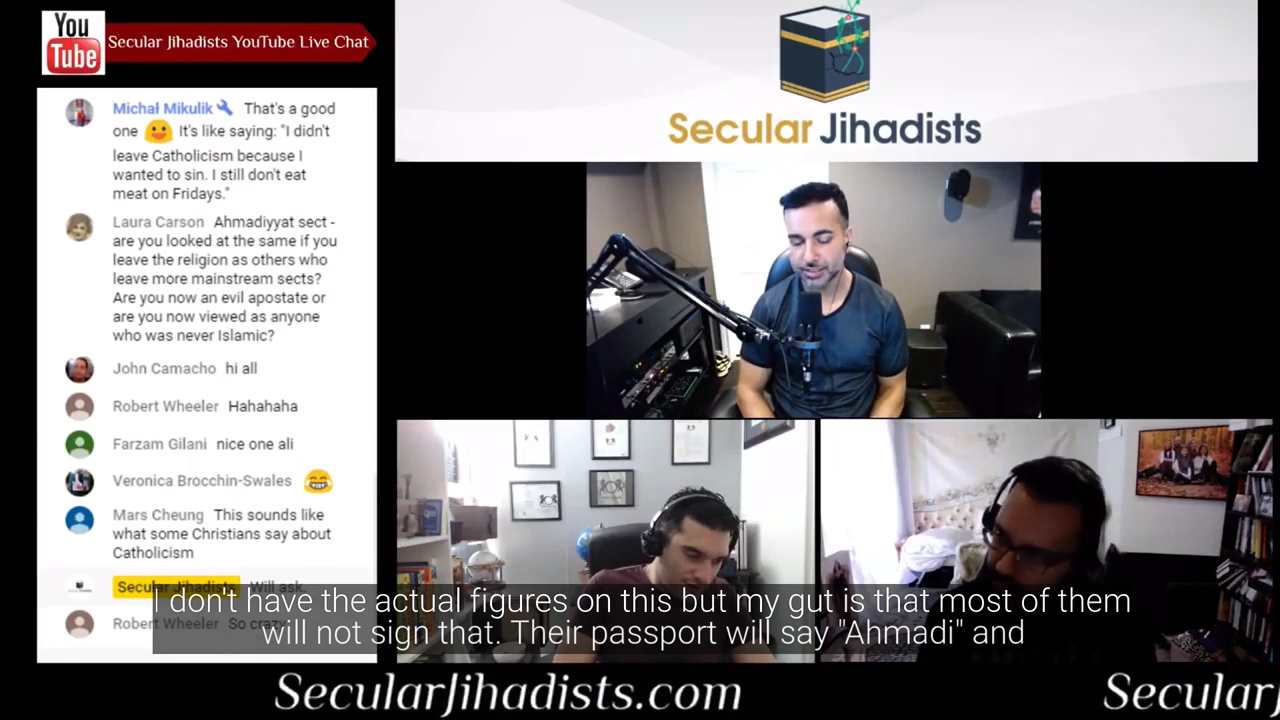 You
Tube
Secular Jihadists YouTube Live Chat
Michał Mikulik That's a good
one It's like saying: "I didn't
leave Catholicism because I
wanted to sin. I still don't eat
meat on Fridays."
Laura Carson Ahmadiyyat sect -
are you looked at the same if you
leave the religion as others who
leave more mainstream sects?
Are you now an evil apostate or
are you now viewed as anyone
who was never Islamic?
John Camacho hi all
Robert Wheeler Hahahaha
Farzam Gilani nice one ali
Veronica Brocchin-Swales
Mars Cheung This sounds like
what some Christians say about
Catholicism
Secular Jihadists Will ask
Robert Wheeler So crazy
Secular Jihadists
I don't have the actual figures on this but my gut is that most of them
will not sign that. Their passport will say "Ahmadi" and
SecularJihadists.com
SecularJ